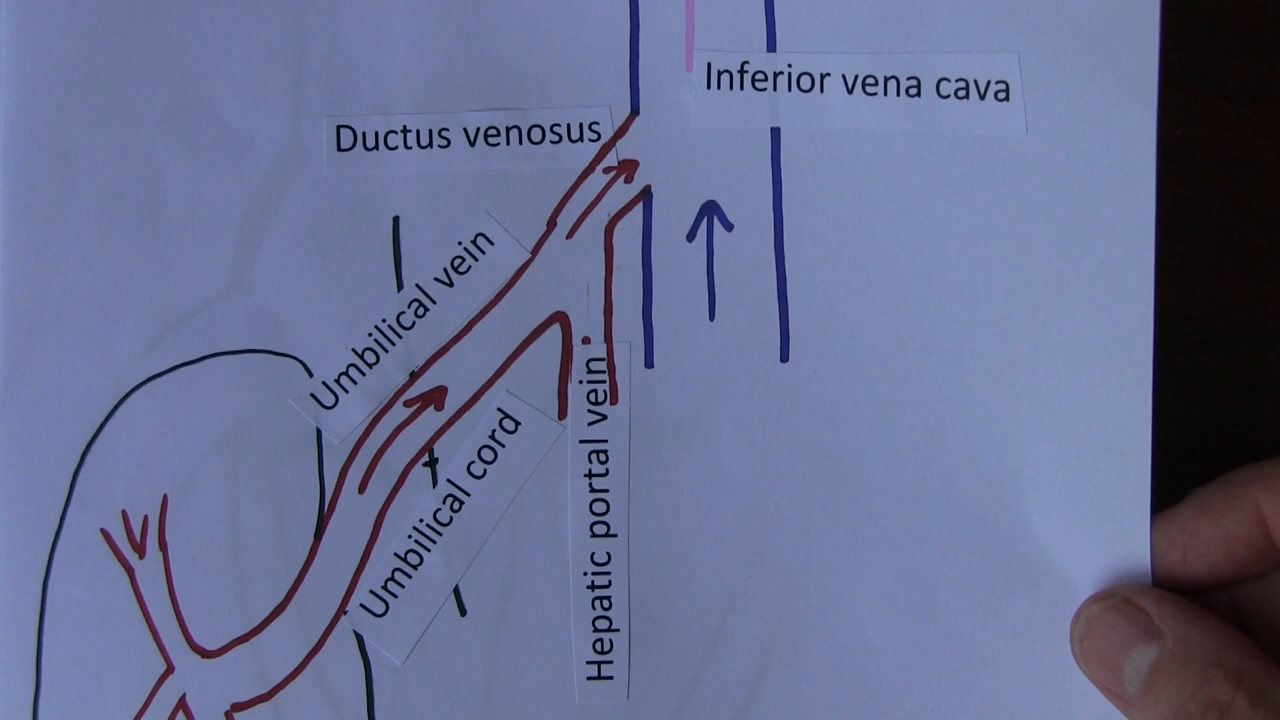 Inferior vena cava
Ductus venosus
Umbilical vein
Umbilical cord
Hepatic portal vein